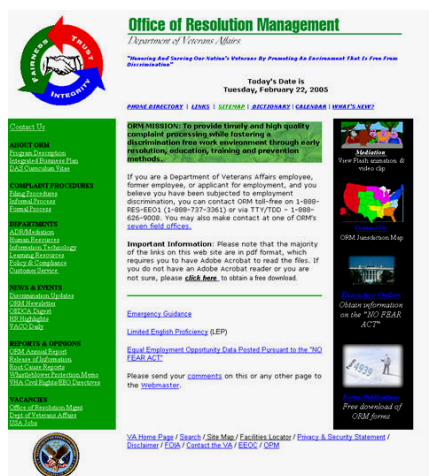 FAIRNESS
TRUST
INTEGRITY
Office of Resolution Management
Department of Veterans Affairs
"Honoring And Serving Our Nation's Veterans By Promoting An Environment That Is Free From
Discrimination"
Today's Date is
Tuesday, February 22, 2005
PHONE DIRECTORY | LINKS | SITEMAP | DICTIONARY | CALENDAR | WHAT'S NEW?
Contact Us
ABOUT ORM
Program Description
Integrated Business Plan
DAS Curriculum Vitae
COMPLAINT PROCEDURES
Filing Procedures
Informal Process
Formal Process
DEPARTMENTS
ADR/Mediation
Human Resources
Information Technology
Learning Resources
Policy & Compliance
Customer Service
NEWS & EVENTS
Discrimination Updates
ORM Newsletter
OEDCA Digest
HR Highlights
VACO Daily
REPORTS & OPINIONS
ORM Annual Report
Release of Information
Root Cause Reports
Whistleblower Protection Memo
VHA Civil Rights/EEO Directives
VACANCIES
Office of Resolution Mgmt
Dept of Veterans Affairs
USA Jobs
ORM MISSION: To provide timely and high quality
complaint processing while fostering a
discrimination free work environment through early
resolution, education, training and prevention
methods.
If you are a Department of Veterans Affairs employee,
former employee, or applicant for employment, and you
believe you have been subjected to employment
discrimination, you can contact ORM toll-free on 1-888-
RES-EEO1 (1-888-737-3361) or via TTY/TDD - 1-888-
626-9008. You may also make contact at one of ORM's
seven field offices.
Important Information: Please note that the majority
of the links on this web site are in pdf format, which
requires you to have Adobe Acrobat to read the files. If
you do not have an Adobe Acrobat reader or you are
not sure, please click here to obtain a free download.
Emergency Guidance
Limited English Proficiency (LEP)
Equal Employment Opportunity Data Posted Pursuant to the "NO
FEAR ACT"
Please send your comments on this or any other page to
the Webmaster.
Mediation
View Flash animation &
video clip
Contact Us
ORM Jurisdiction Map
Obtain information
on the "NO FEAR
ACT"
Free download of
ORM forms
VA Home Page / Search / Site Map / Facilities Locator / Privacy & Security Statement /
Disclaimer / FOIA / Contact the VA / EEOC / OPM